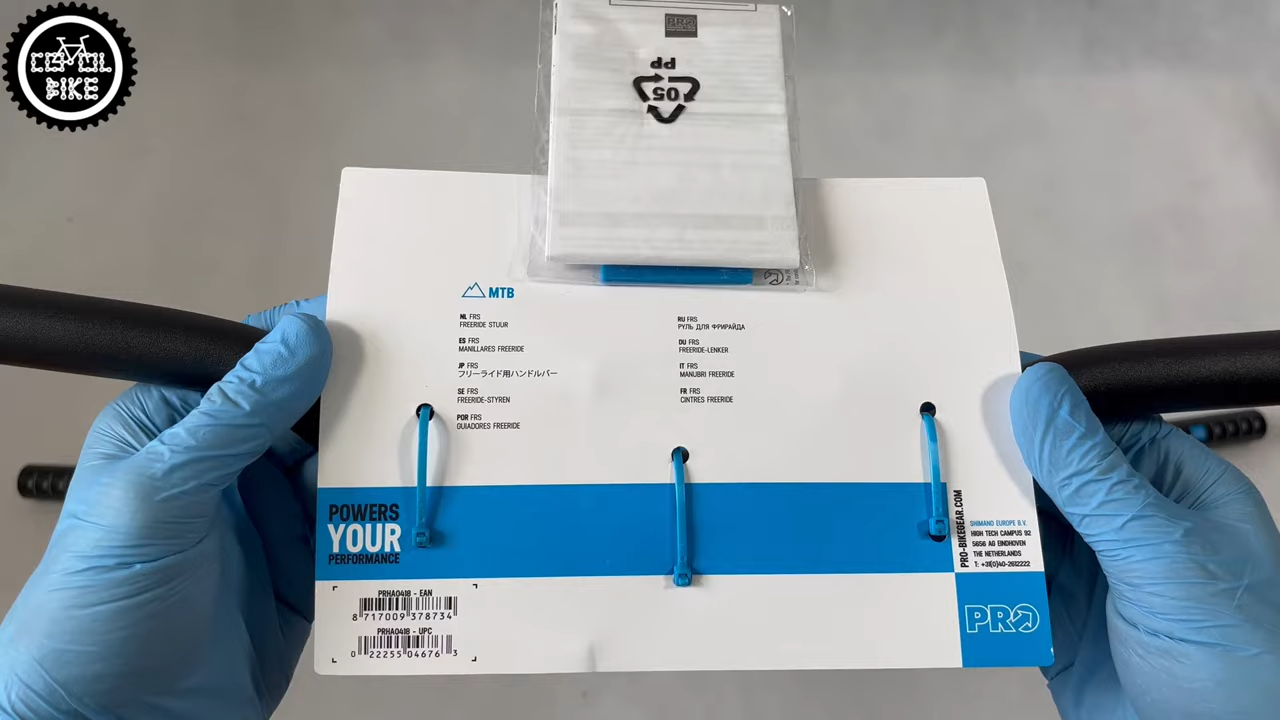 CEPOL
BIKE
PRO
05
PP
MTB
NL FRS
FREERIDE STUUR
ES FRS
MANILLARES FREERIDE
JP FRS
フリーライド用ハンドルバー
SE FRS
FREERIDE-STYREN
POR FRS
GUIADORES FREERIDE
RU FRS
РУЛЬ ДЛЯ ФРИРАЙДА
DU FRS
FREERIDE-LENKER
IT FRS
MANUBRI FREERIDE
FR FRS
CINTRES FREERIDE
POWERS
YOUR
PERFORMANCE
PRO-BIKEGEAR.COM
SHIMANO EUROPE B.V.
HIGH TECH CAMPUS 92
5656 AG EINDHOVEN
THE NETHERLANDS
T: +31(0)40-2612222
PRHA0418 - EAN
8 717009 378734
PRHA0418 - UPC
0 22255 04676 3
PRO